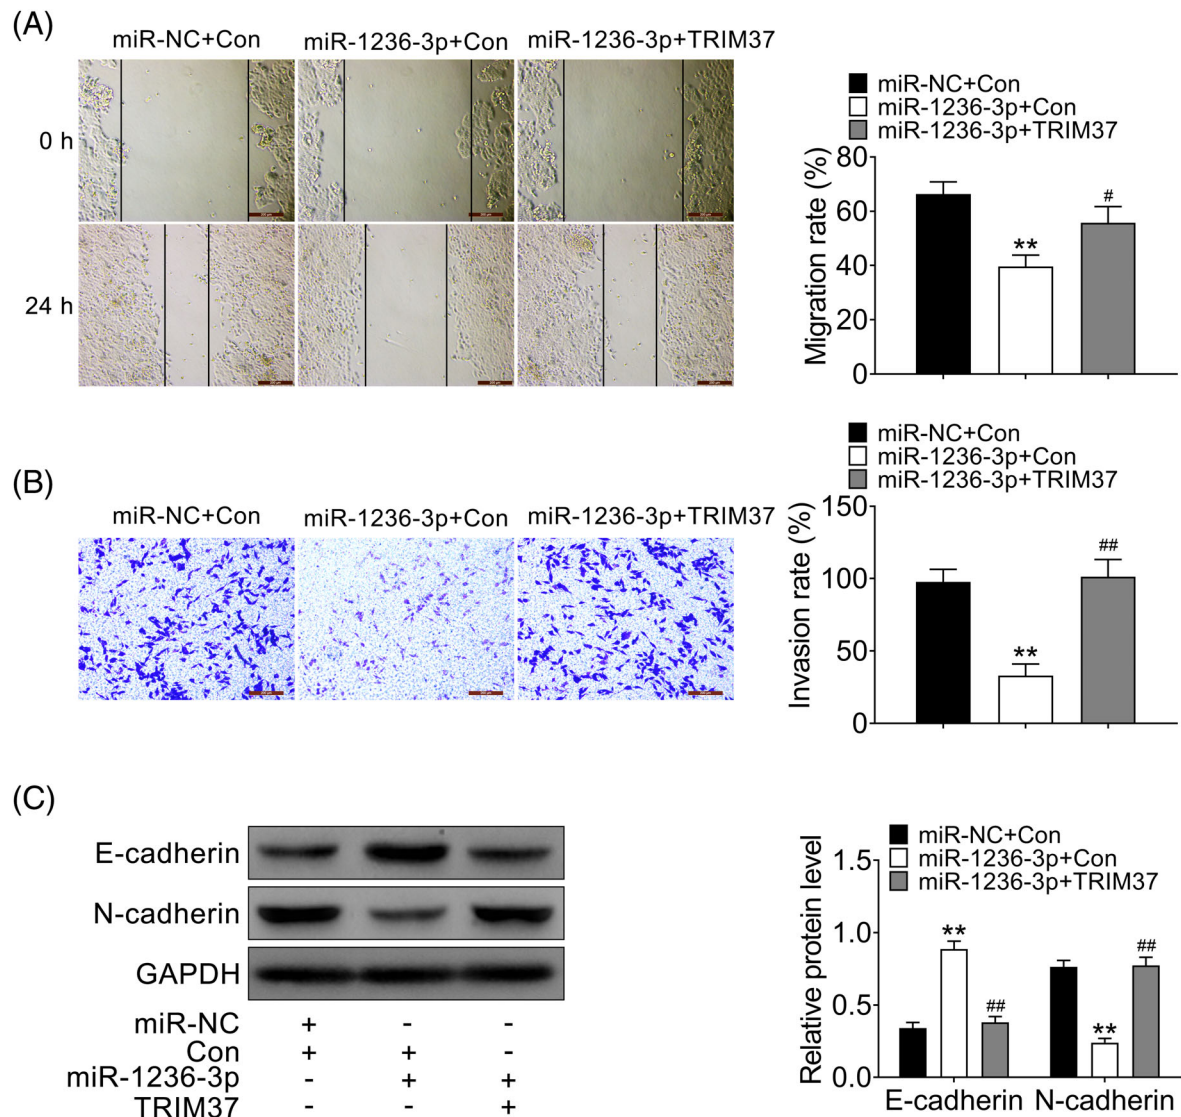 (A)
miR-NC+Con miR-1236-3p+Con miR-1236-3p+TRIM37
0 h
24 h
miR-NC+Con
miR-1236-3p+Con
miR-1236-3p+TRIM37
Migration rate (%)
80
60
40
20
0
**
#
(B)
miR-NC+Con miR-1236-3p+Con miR-1236-3p+TRIM37
miR-NC+Con
miR-1236-3p+Con
miR-1236-3p+TRIM37
Invasion rate (%)
150
100
50
0
**
##
(C)
E-cadherin
N-cadherin
GAPDH
miR-NC + - -
Con + + -
miR-1236-3p - + +
TRIM37 - - +
miR-NC+Con
miR-1236-3p+Con
miR-1236-3p+TRIM37
Relative protein level
1.5
1.0
0.5
0.0
**
##
**
##
E-cadherin N-cadherin